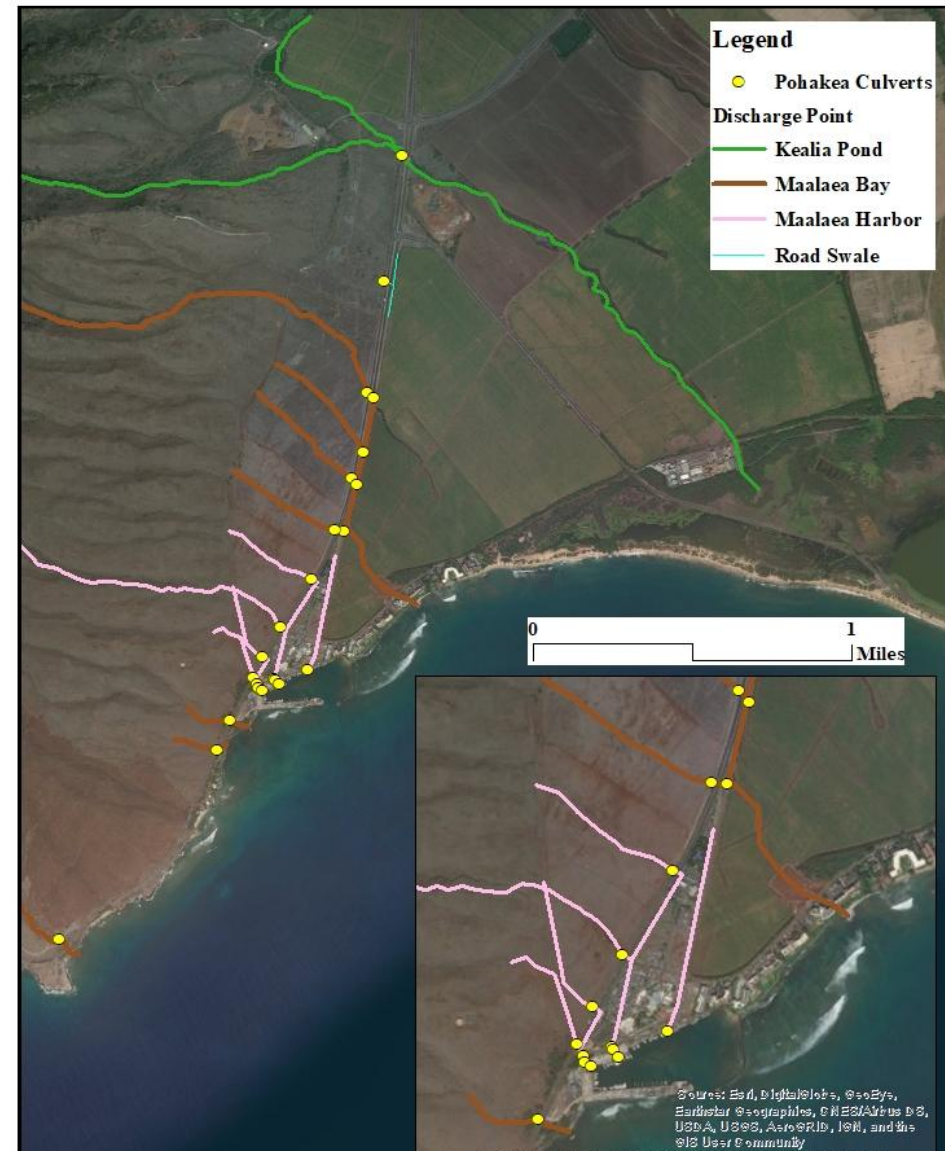 Legend
Pohakea Culverts
Discharge Point
Kealia Pond
Maalaea Bay
Maalaea Harbor
Road Swale
0 1
Miles
Source: Esri, DigitalGlobe, GeoEye,
Earthstar Geographics, CNES/Airbus DS,
USDA, USGS, AeroGRID, IGN, and the
GIS User Community